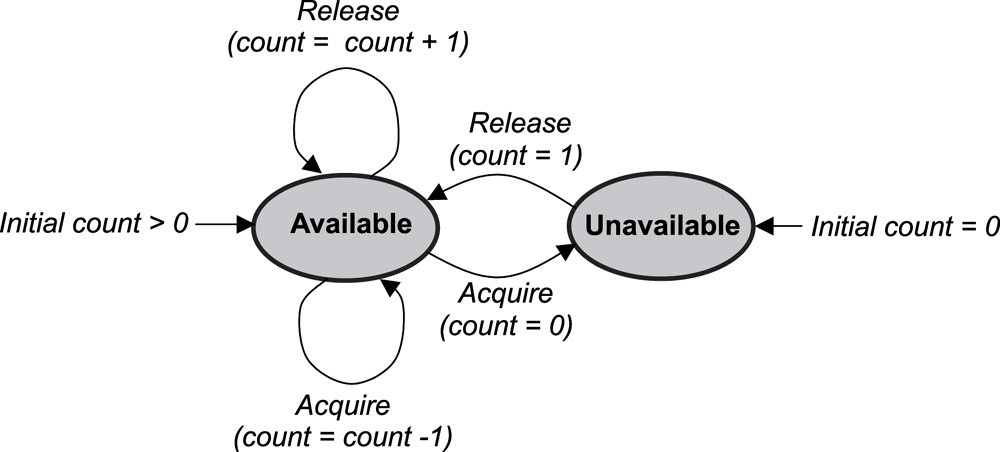 Release
(count = count + 1)
Release
(count = 1)
Initial count > 0
Available
Unavailable
Initial count = 0
Acquire
(count = 0)
Acquire
(count = count -1)